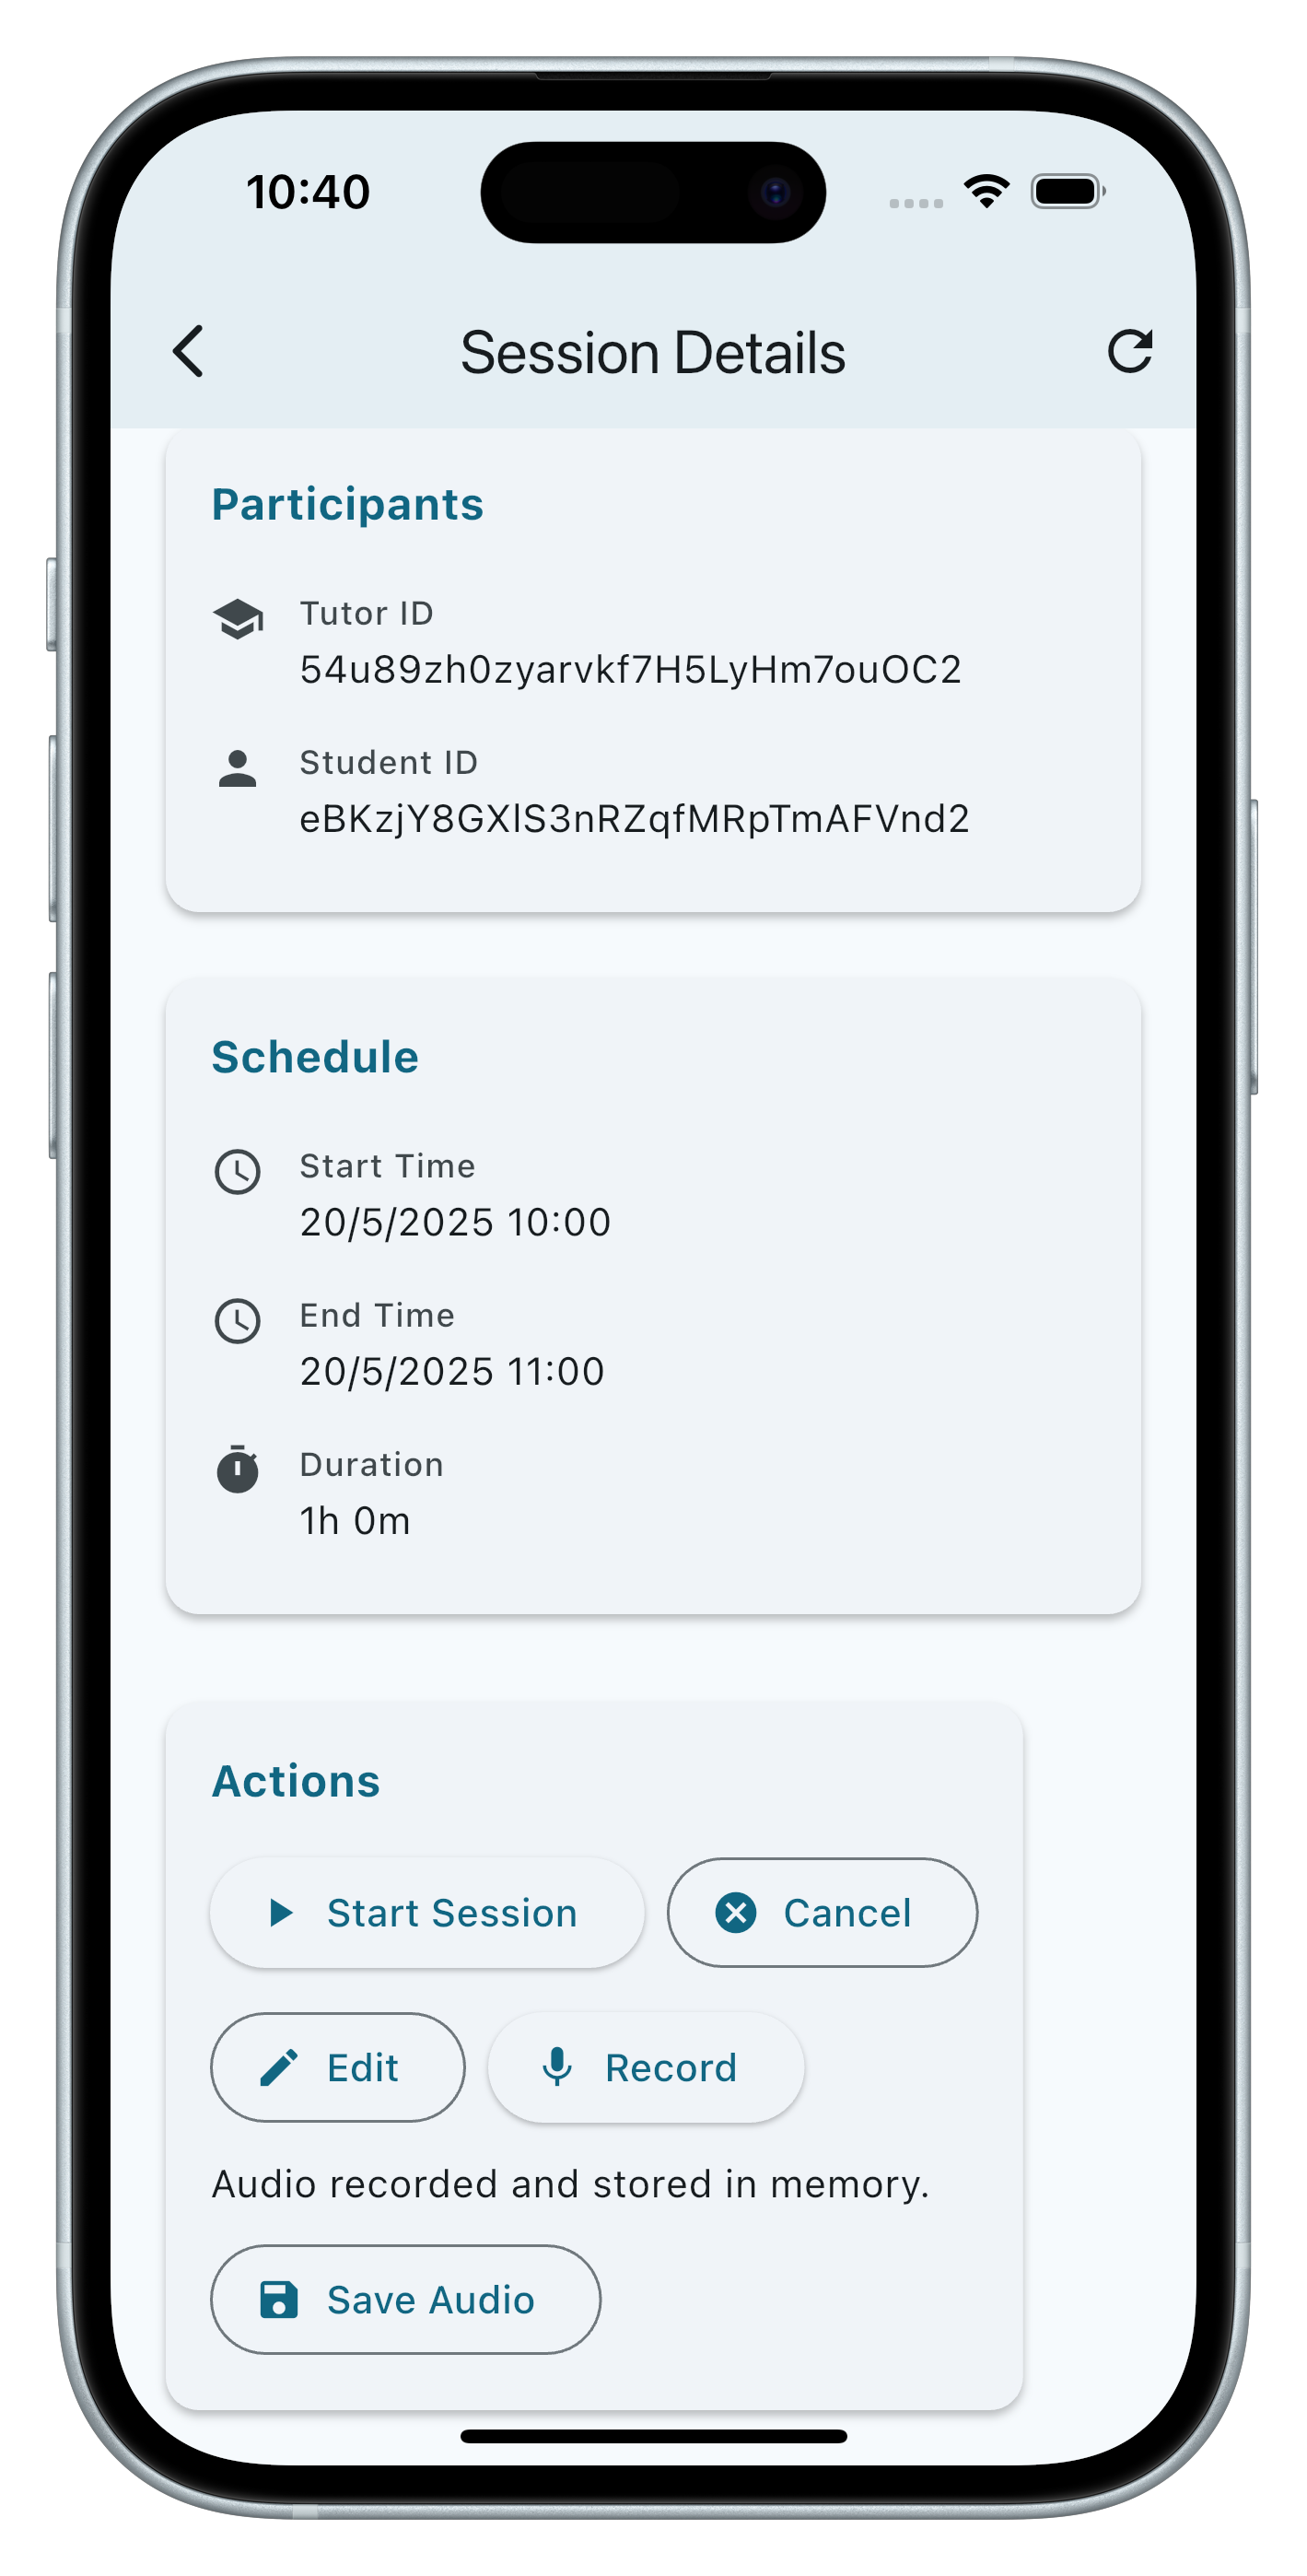 10:40
Session Details
Participants
Tutor ID
54u89zh0zyarvkf7H5LyHm7ouOC2
Student ID
eBKzjY8GXlS3nRZqfMRpTmAFVnd2
Schedule
Start Time
20/5/2025 10:00
End Time
20/5/2025 11:00
Duration
1h 0m
Actions
Start Session
Cancel
Edit
Record
Audio recorded and stored in memory.
Save Audio